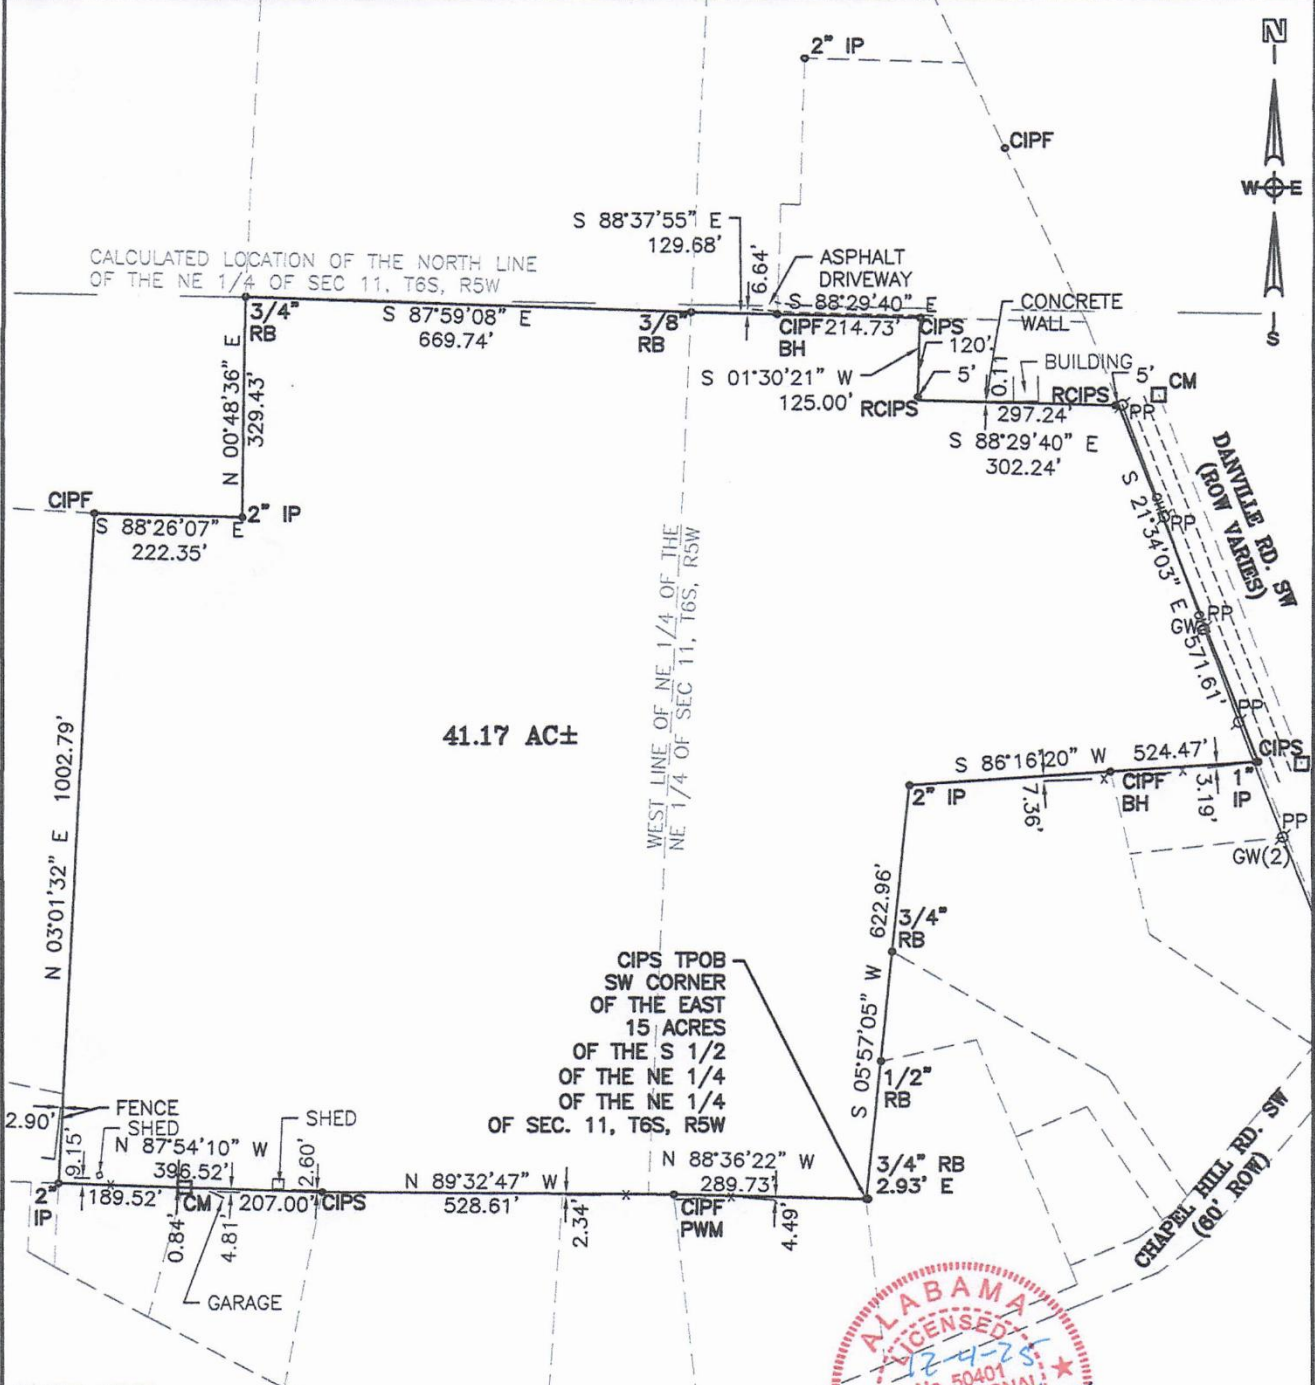 N
2" IP
CIPF
W E
S
S 88°37'55" E
129.68'
6.64'
ASPHALT
DRIVEWAY
CALCULATED LOCATION OF THE NORTH LINE
OF THE NE 1/4 OF SEC 11, T6S, R5W
S 88°29'40" E
214.73'
CONCRETE
WALL
3/4"
RB
S 87°59'08" E
669.74'
3/8"
RB
CIPF
BH
CIPS
120'
BUILDING
S 01°30'21" W
125.00'
5'
RCIPS
0.11
297.24'
RCIPS
5'
CM
PP
S 88°29'40" E
302.24'
N 00°48'36" E
329.43'
DANVILLE RD. SW
(ROW VARIES)
CIPF
2" IP
S 88°26'07" E
222.35'
S 21°34'03" E 571.61'
PP
PP
GW
PP
WEST LINE OF NE 1/4 OF THE
NE 1/4 OF SEC 11, T6S, R5W
41.17 AC±
N 03°01'32" E 1002.79'
S 86°16'20" W 524.47'
CIPS
2" IP
7.36'
CIPF
BH
3.19'
1"
IP
PP
GW(2)
S 05°57'05" W 622.96'
3/4"
RB
CIPS TPOB
SW CORNER
OF THE EAST
15 ACRES
OF THE S 1/2
OF THE NE 1/4
OF THE NE 1/4
OF SEC. 11, T6S, R5W
1/2"
RB
2.90'
FENCE
SHED
SHED
9.15'
N 87°54'10" W
396.52'
2.60'
N 89°32'47" W
528.61'
N 88°36'22" W
289.73'
3/4" RB
2.93' E
2"
IP
189.52'
CM
207.00'
CIPS
CIPF
PWM
0.84'
4.81'
2.34'
4.49'
GARAGE
CHAPEL HILL RD. SW
(60' ROW)
ALABAMA
LICENSED
12-4-25
50401